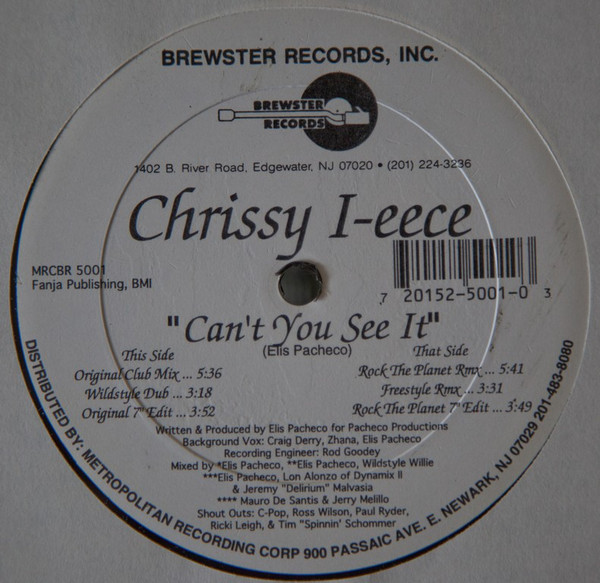 BREWSTER RECORDS, INC.
BREWSTER
RECORDS
1402 B. River Road, Edgewater, NJ 07020 • (201) 224-3236
Chrissy I-eece
MRCBR 5001
Fanja Publishing, BMI
7 20152-5001-0 3
"Can't You See It"
(Elis Pacheco)
This Side
Original Club Mix ... 5:36
Wildstyle Dub ... 3:18
Original 7" Edit ... 3:52
That Side
Rock The Planet Rmx ... 5:41
Freestyle Rmx ... 3:31
Rock The Planet 7" Edit ... 3:49
Written & Produced by Elis Pacheco for Pacheco Productions
Background Vox: Craig Derry, Zhana, Elis Pacheco
Recording Engineer: Rod Goodey
Mixed by *Elis Pacheco, **Elis Pacheco, Wildstyle Willie
***Elis Pacheco, Lon Alonzo of Dynamix II
& Jeremy "Delirium" Malvasia
**** Mauro De Santis & Jerry Melillo
Shout Outs: C-Pop, Ross Wilson, Paul Ryder,
Ricki Leigh, & Tim "Spinnin' Schommer
DISTRIBUTED BY: METROPOLITAN RECORDING CORP 900 PASSAIC AVE. E. NEWARK, NJ 07029 201-483-8080